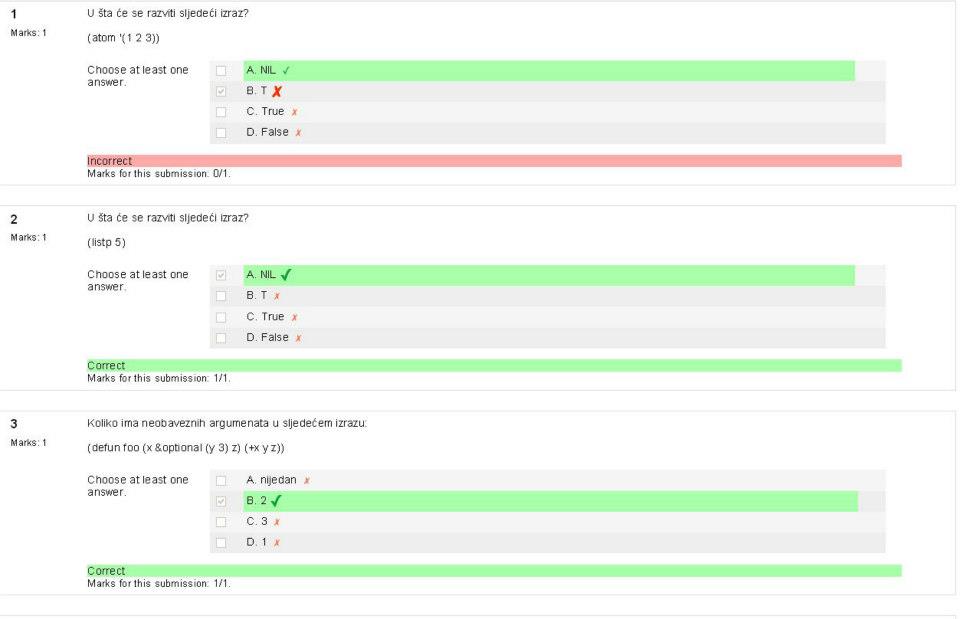 1
Marks: 1
U šta će se razviti sljedeći izraz?
(atom '(1 2 3))
Choose at least one
answer.
A. NIL ✓
B. T ✗
C. True ✗
D. False ✗
Incorrect
Marks for this submission: 0/1.
2
Marks: 1
U šta će se razviti sljedeći izraz?
(listp 5)
Choose at least one
answer.
A. NIL ✓
B. T ✗
C. True ✗
D. False ✗
Correct
Marks for this submission: 1/1.
3
Marks: 1
Koliko ima neobaveznih argumenata u sljedećem izrazu:
(defun foo (x &optional (y 3) z) (+x y z))
Choose at least one
answer.
A. nijedan ✗
B. 2 ✓
C. 3 ✗
D. 1 ✗
Correct
Marks for this submission: 1/1.